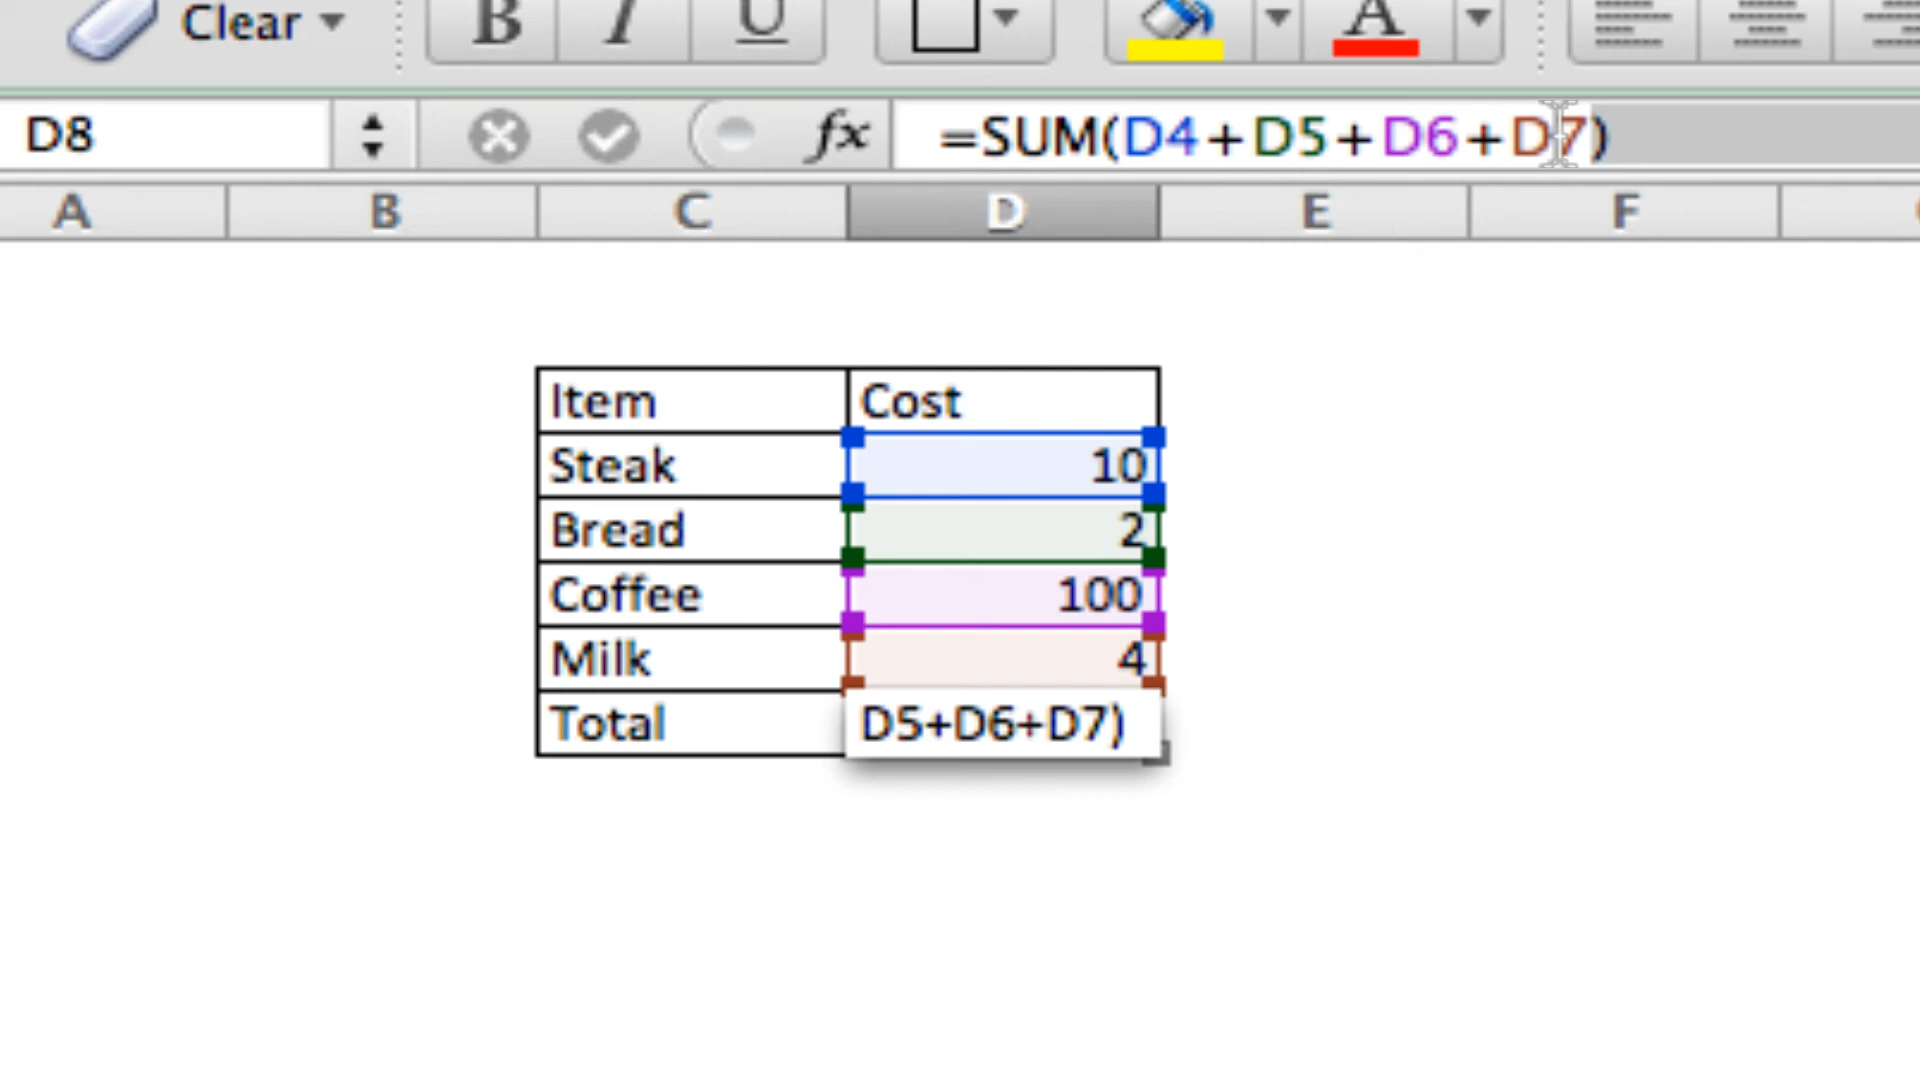 Clear B I U A
D8 fx =SUM(D4+D5+D6+D7)
A B C D E F
Item Cost
Steak 10
Bread 2
Coffee 100
Milk 4
Total D5+D6+D7)